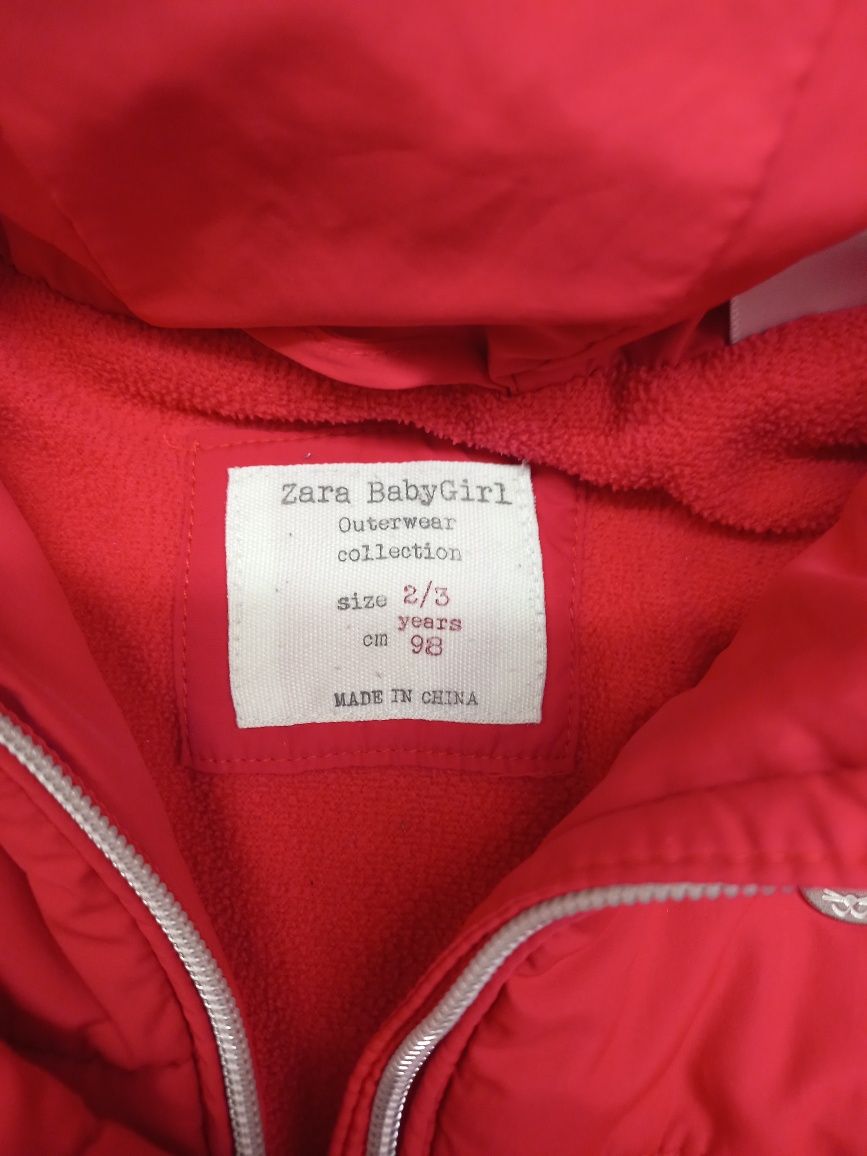 Zara BabyGirl
Outerwear
collection
size 2/3
years
cm 98
MADE IN CHINA